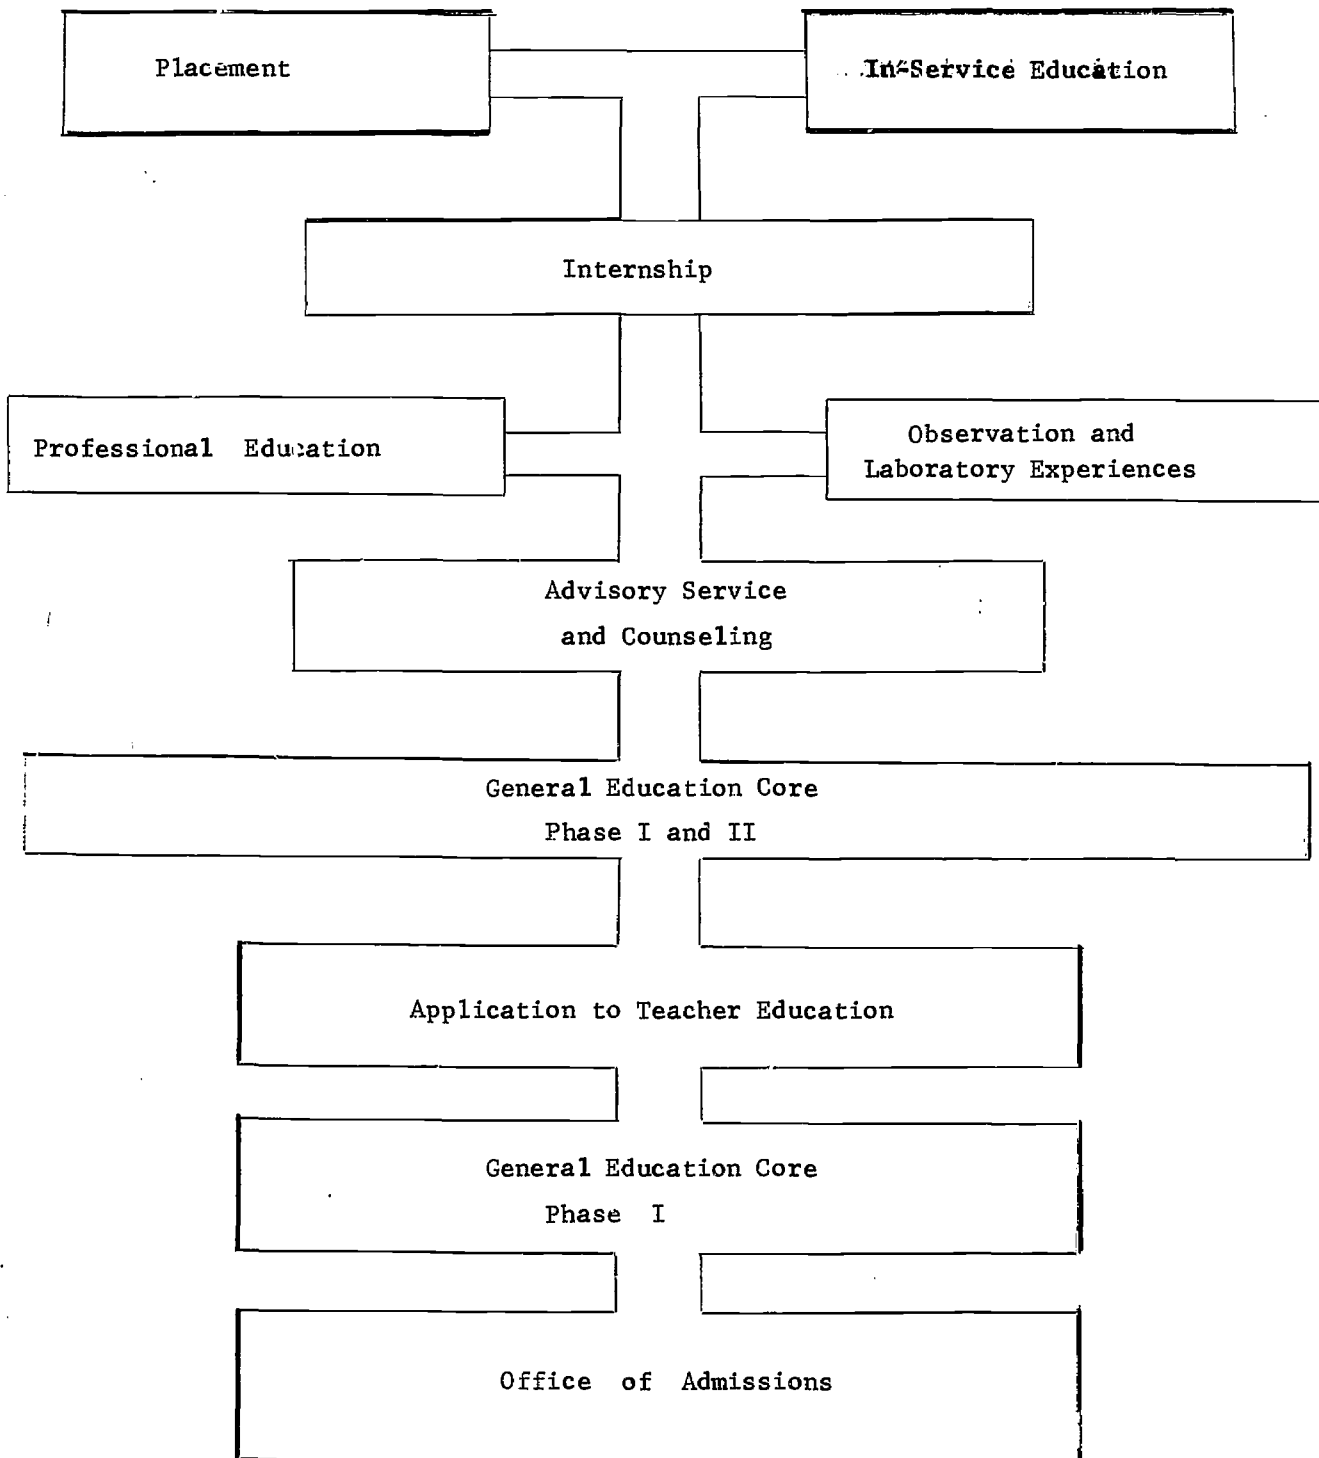 Placement
In-Service Education
Internship
Professional Education
Observation and
Laboratory Experiences
Advisory Service
and Counseling
General Education Core
Phase I and II
Application to Teacher Education
General Education Core
Phase I
Office of Admissions